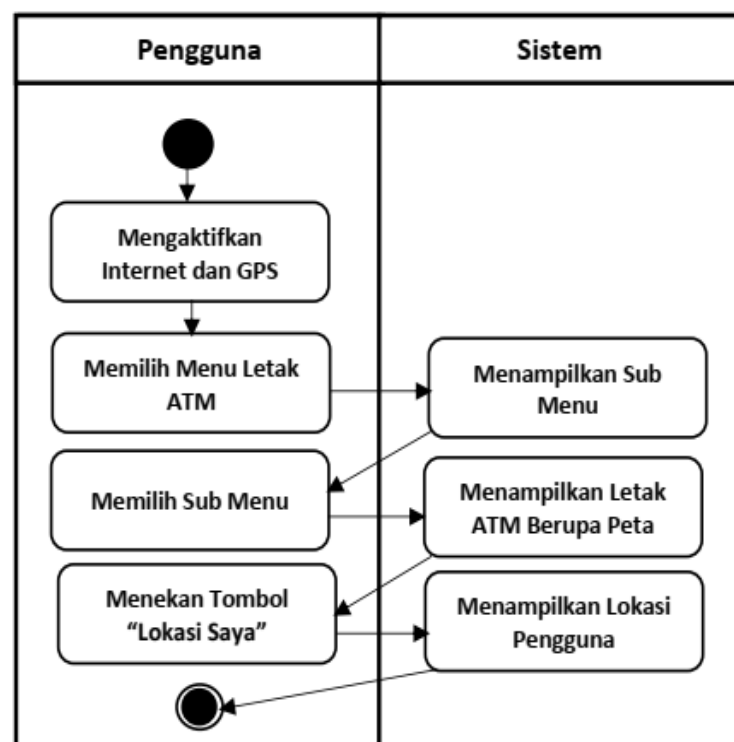 Pengguna
Sistem
Mengaktifkan
Internet dan GPS
Memilih Menu Letak
ATM
Menampilkan Sub
Menu
Memilih Sub Menu
Menampilkan Letak
ATM Berupa Peta
Menekan Tombol
“Lokasi Saya”
Menampilkan Lokasi
Pengguna